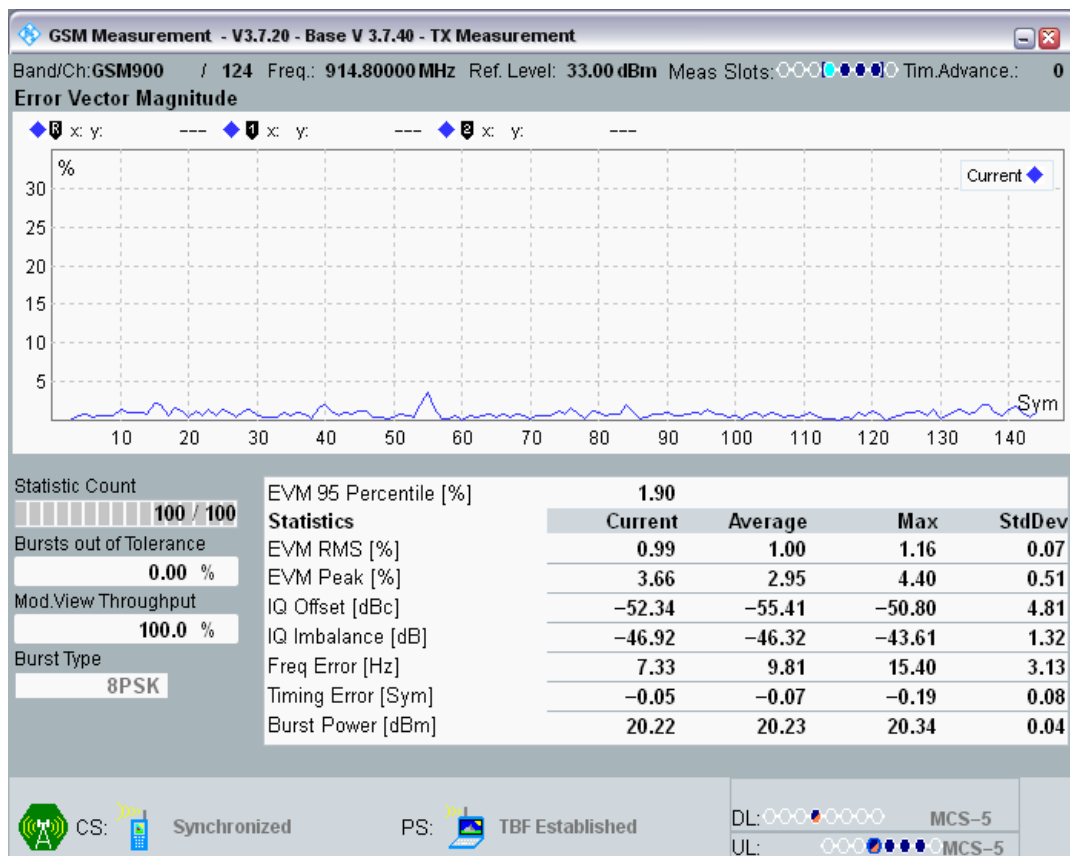 GSM Measurement - V3.7.20 - Base V 3.7.40 - TX Measurement
Band/Ch:GSM900 / 124 Freq.: 914.80000 MHz Ref. Level: 33.00 dBm Meas Slots: Tim.Advance.: 0
Error Vector Magnitude
R x: y: --- 1 x: y: --- 2 x: y: ---
%
Current
30
25
20
15
10
5
Sym
10 20 30 40 50 60 70 80 90 100 110 120 130 140
Statistic Count
100 / 100
Bursts out of Tolerance
0.00 %
Mod.View Throughput
100.0 %
Burst Type
8PSK
EVM 95 Percentile [%] 1.90
Statistics Current Average Max StdDev
EVM RMS [%] 0.99 1.00 1.16 0.07
EVM Peak [%] 3.66 2.95 4.40 0.51
IQ Offset [dBc] −52.34 −55.41 −50.80 4.81
IQ Imbalance [dB] −46.92 −46.32 −43.61 1.32
Freq Error [Hz] 7.33 9.81 15.40 3.13
Timing Error [Sym] −0.05 −0.07 −0.19 0.08
Burst Power [dBm] 20.22 20.23 20.34 0.04
CS: Synchronized PS: TBF Established
DL: MCS−5
UL: MCS−5